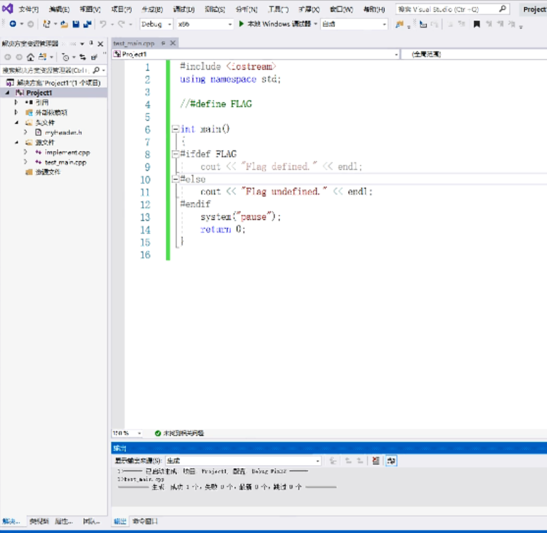 文件(F) 编辑(E) 视图(V) 项目(P) 生成(B) 调试(D) 测试(S) 分析(N) 工具(T) 扩展(X) 窗口(W) 帮助(H) 搜索 Visual Studio (Ctrl+Q) Project
Debug x86 本地 Windows 调试器 自动
解决方案资源管理器
搜索解决方案资源管理器(Ctrl
解决方案"Project1"(1 个项目)
Project1
引用
外部依赖项
头文件
myheader.h
源文件
implement.cpp
test_main.cpp
资源文件
test_main.cpp
Project1 (全局范围)
1 #include <iostream>
2 using namespace std;
3
4 //#define FLAG
5
6 int main()
7 {
8 #ifdef FLAG
9 cout << "Flag defined." << endl;
10 #else
11 cout << "Flag undefined." << endl;
12 #endif
13 system("pause");
14 return 0;
15 }
16
110 % 未找到相关问题
输出
显示输出来源(S): 生成
1>------ 已启动生成: 项目: Project1, 配置: Debug Win32 ------
1>test_main.cpp
========== 生成: 成功 1 个，失败 0 个，最新 0 个，跳过 0 个 ==========
解决... 类视图 属性... 团队...
输出 命令窗口